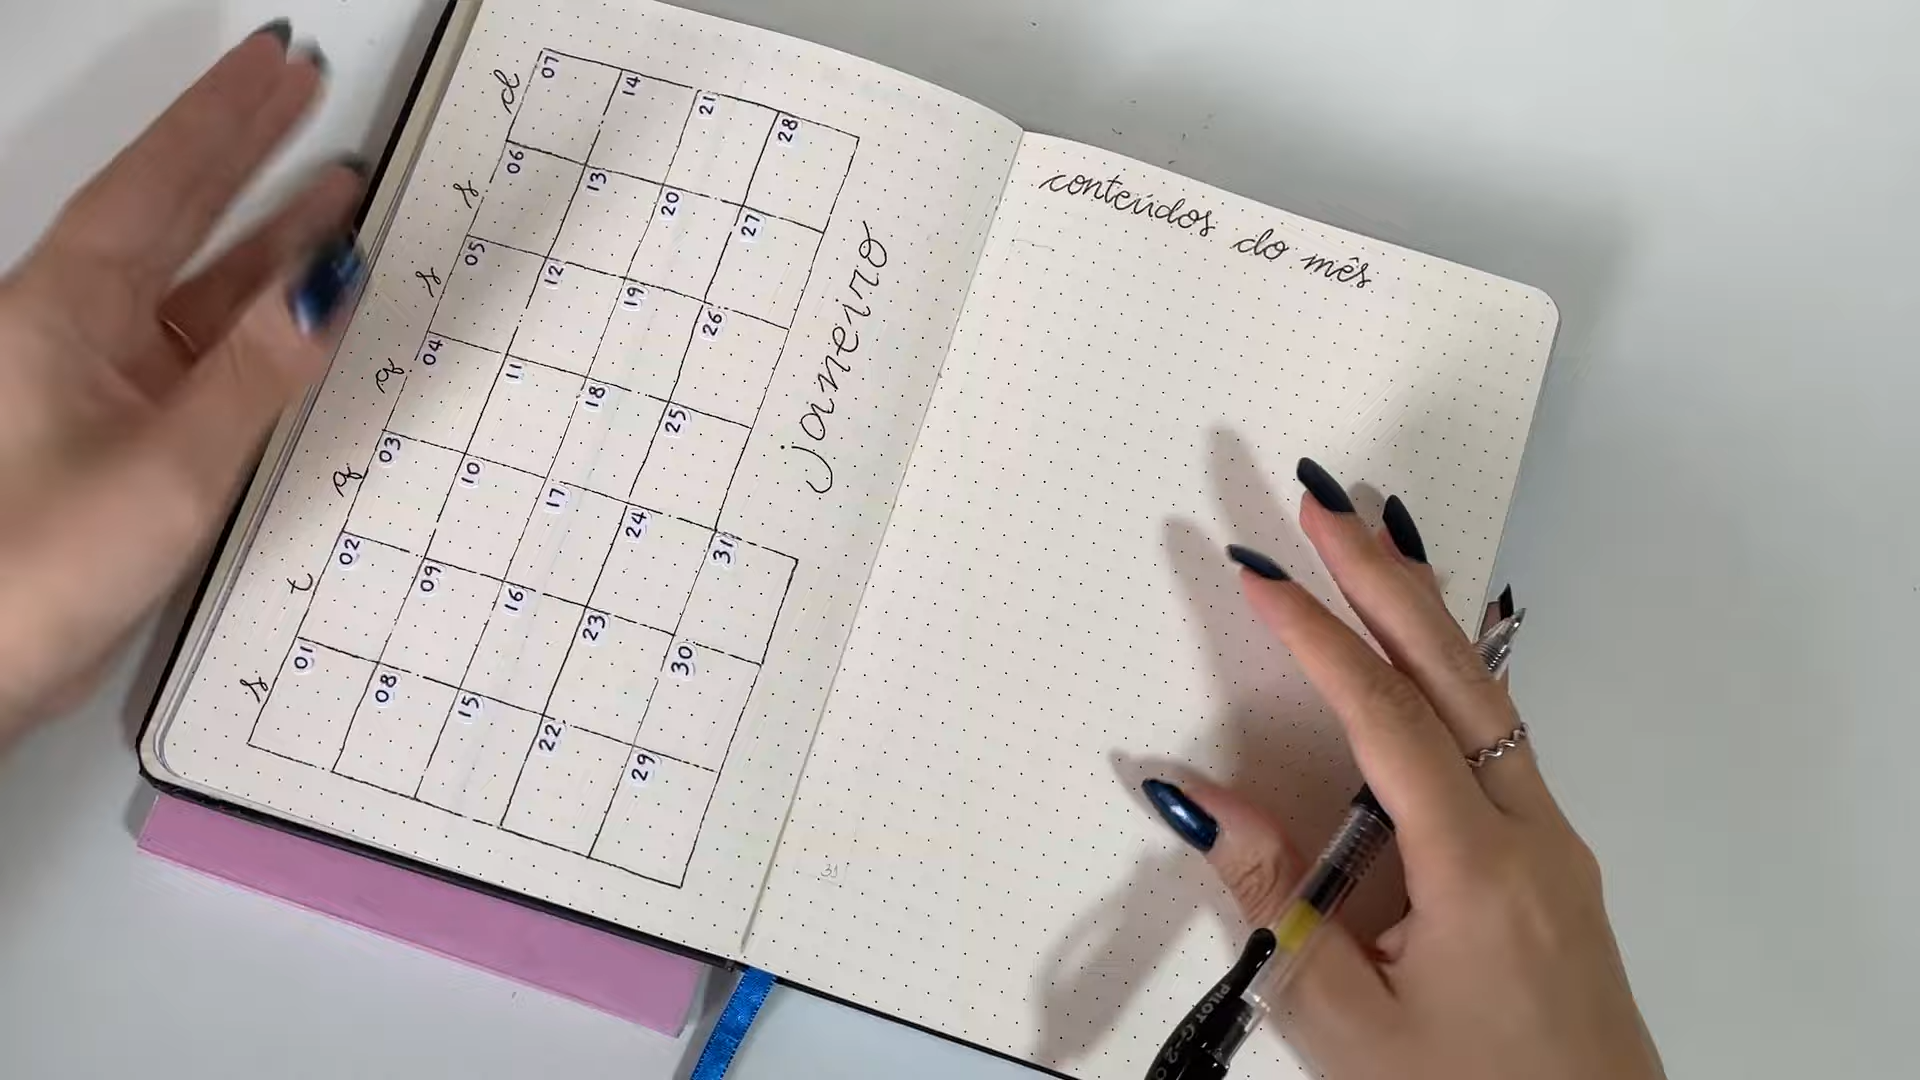 janeiro
s t q q s s d
01 02 03 04 05 06 07
08 09 10 11 12 13 14
15 16 17 18 19 20 21
22 23 24 25 26 27 28
29 30 31
conteúdos do mês
31
PILOT G-2